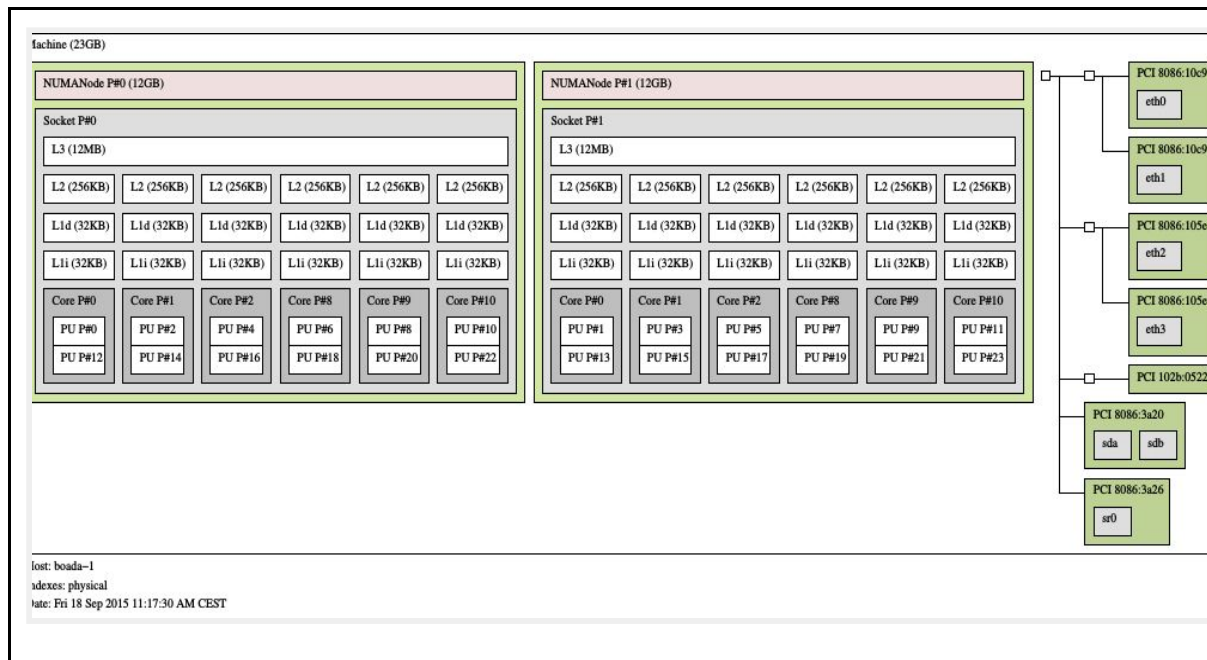 Machine (23GB)
NUMANode P#0 (12GB)
Socket P#0
L3 (12MB)
L2 (256KB) L2 (256KB) L2 (256KB) L2 (256KB) L2 (256KB) L2 (256KB)
L1d (32KB) L1d (32KB) L1d (32KB) L1d (32KB) L1d (32KB) L1d (32KB)
L1i (32KB) L1i (32KB) L1i (32KB) L1i (32KB) L1i (32KB) L1i (32KB)
Core P#0 Core P#1 Core P#2 Core P#8 Core P#9 Core P#10
PU P#0 PU P#2 PU P#4 PU P#6 PU P#8 PU P#10
PU P#12 PU P#14 PU P#16 PU P#18 PU P#20 PU P#22
NUMANode P#1 (12GB)
Socket P#1
L3 (12MB)
L2 (256KB) L2 (256KB) L2 (256KB) L2 (256KB) L2 (256KB) L2 (256KB)
L1d (32KB) L1d (32KB) L1d (32KB) L1d (32KB) L1d (32KB) L1d (32KB)
L1i (32KB) L1i (32KB) L1i (32KB) L1i (32KB) L1i (32KB) L1i (32KB)
Core P#0 Core P#1 Core P#2 Core P#8 Core P#9 Core P#10
PU P#1 PU P#3 PU P#5 PU P#7 PU P#9 PU P#11
PU P#13 PU P#15 PU P#17 PU P#19 PU P#21 PU P#23
PCI 8086:10c9
eth0
PCI 8086:10c9
eth1
PCI 8086:105e
eth2
PCI 8086:105e
eth3
PCI 102b:0522
PCI 8086:3a20
sda sdb
PCI 8086:3a26
sr0
Host: boada-1
Indexes: physical
Date: Fri 18 Sep 2015 11:17:30 AM CEST